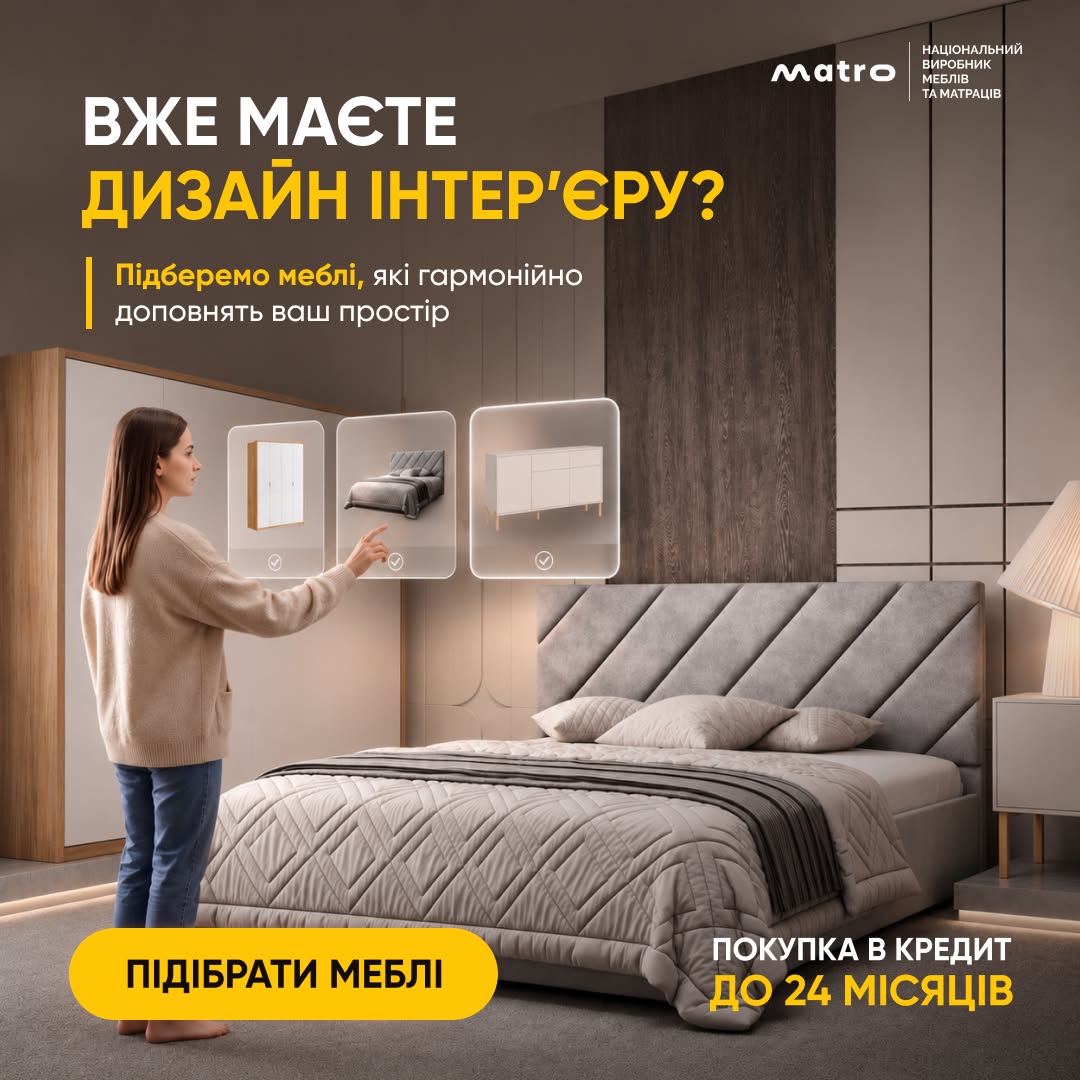 matro
НАЦІОНАЛЬНИЙ
ВИРОБНИК
МЕБЛІВ
ТА МАТРАЦІВ
ВЖЕ МАЄТЕ
ДИЗАЙН ІНТЕР’ЄРУ?
Підберемо меблі, які гармонійно
доповнять ваш простір
ПІДІБРАТИ МЕБЛІ
ПОКУПКА В КРЕДИТ
ДО 24 МІСЯЦІВ